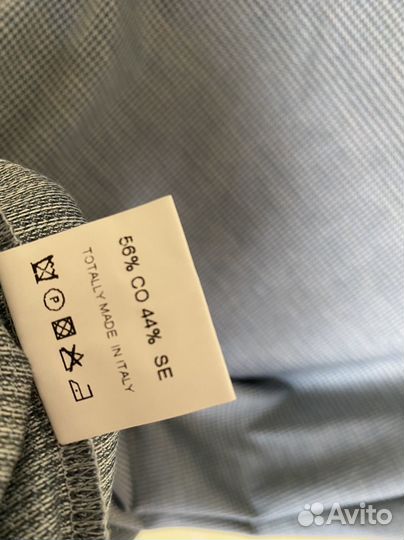 56% CO 44% SE
TOTALLY MADE IN ITALY
P
Avito